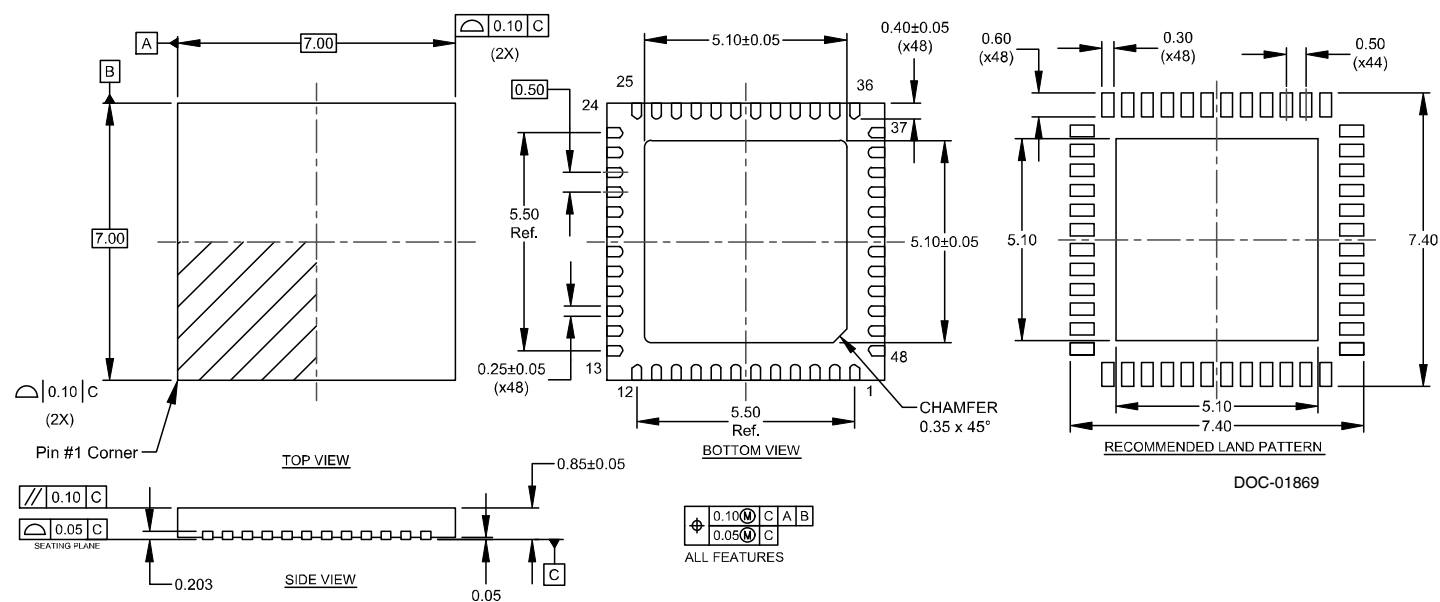 A
7.00
0.10 C
(2X)
B
7.00
0.10 C
(2X)
Pin #1 Corner
TOP VIEW
5.10±0.05
0.40±0.05
(x48)
25
36
0.50
24
37
5.50
Ref.
5.10±0.05
0.25±0.05
(x48)
13
48
12
1
5.50
Ref.
CHAMFER
0.35 x 45°
BOTTOM VIEW
0.60
(x48)
0.30
(x48)
0.50
(x44)
5.10
7.40
5.10
7.40
RECOMMENDED LAND PATTERN
DOC-01869
// 0.10 C
0.05 C
SEATING PLANE
0.85±0.05
0.203
SIDE VIEW
0.05
C
0.10 Ⓜ C A B
0.05 Ⓜ C
ALL FEATURES